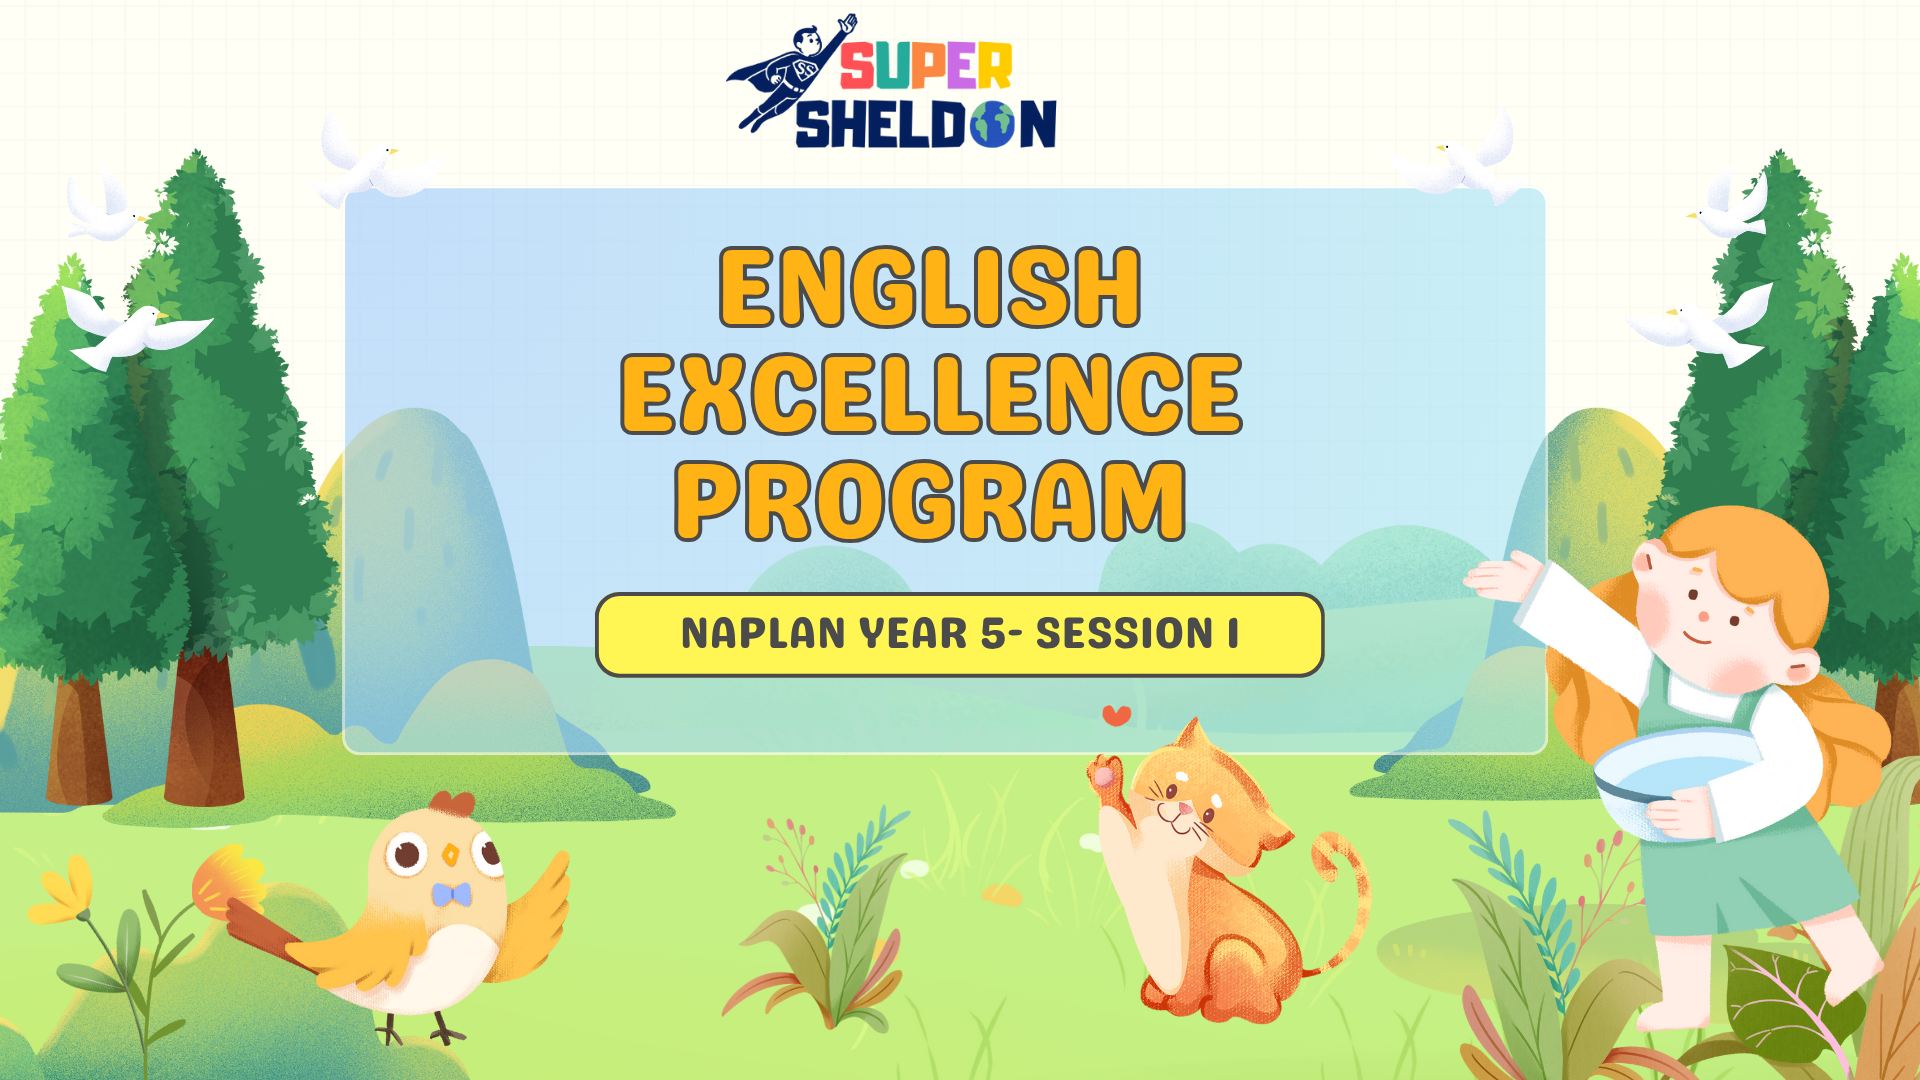 SUPER
SHELDON
ENGLISH
EXCELLENCE
PROGRAM
NAPLAN YEAR 5- SESSION 1